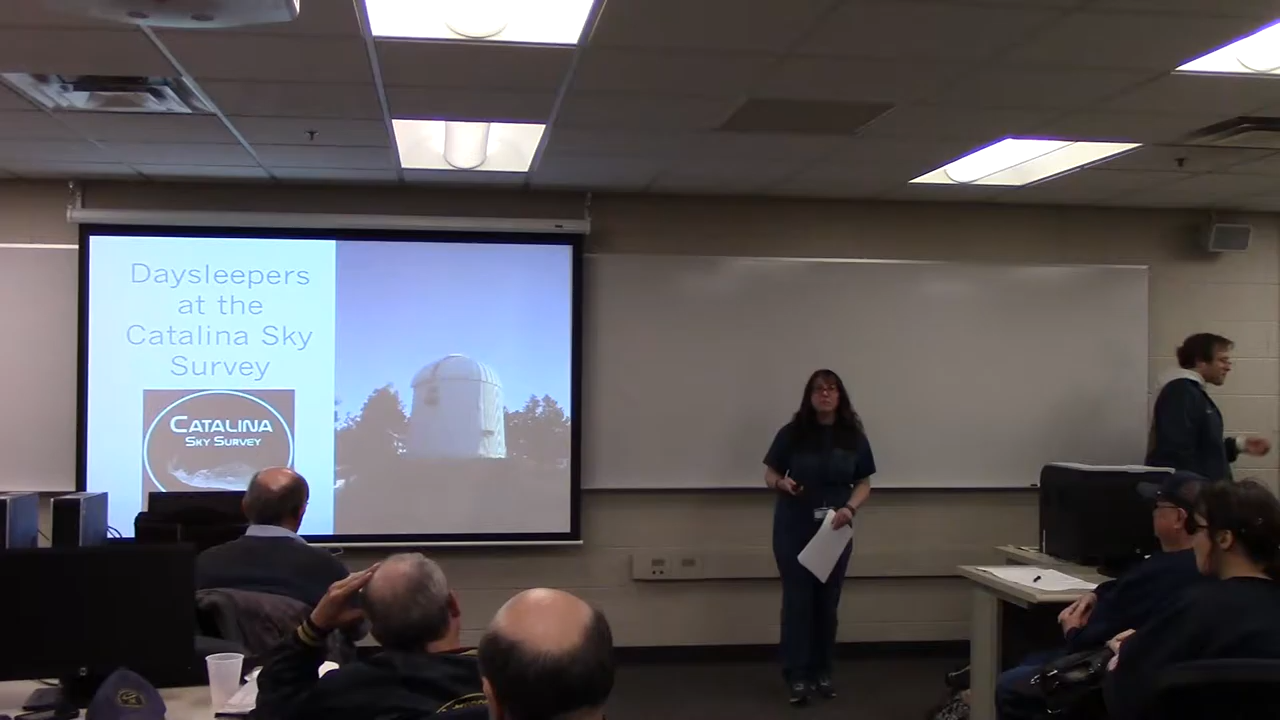 Daysleepers
at the
Catalina Sky
Survey
CATALINA
SKY SURVEY